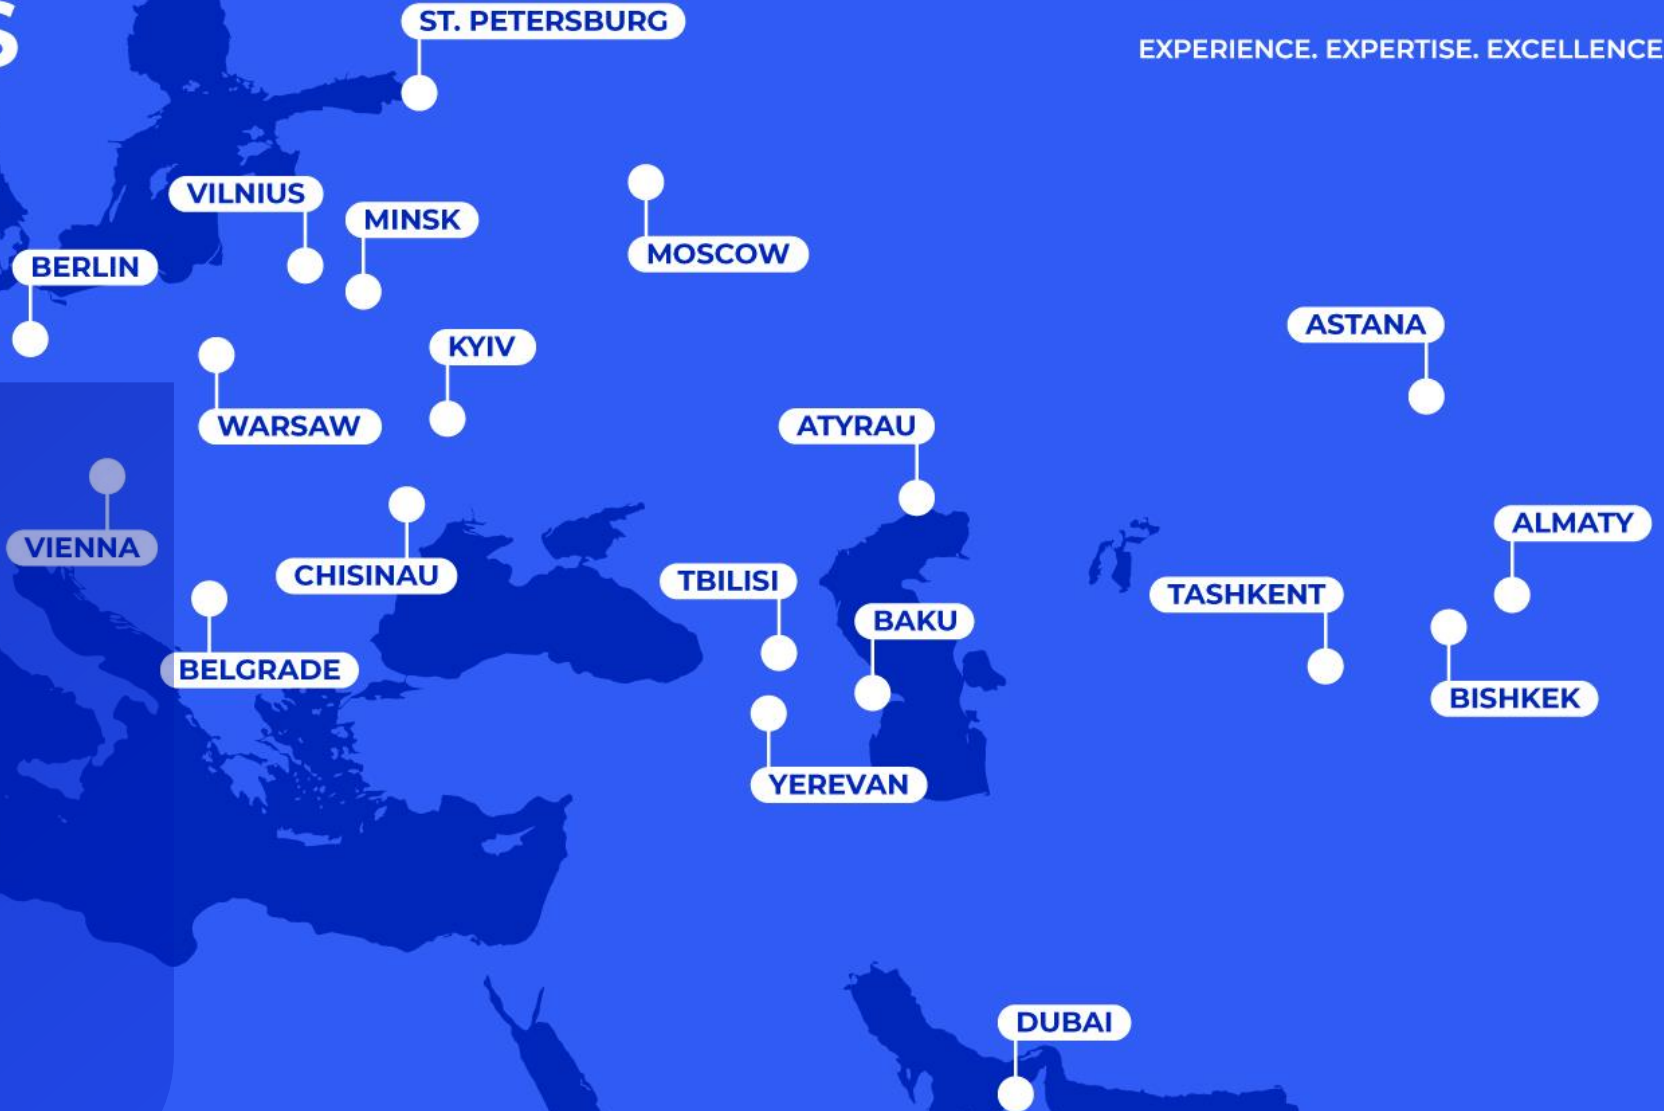 S
ST. PETERSBURG
EXPERIENCE. EXPERTISE. EXCELLENCE
VILNIUS
MINSK
MOSCOW
BERLIN
ASTANA
KYIV
WARSAW
ATYRAU
ALMATY
VIENNA
CHISINAU
TBILISI
TASHKENT
BAKU
BELGRADE
BISHKEK
YEREVAN
DUBAI